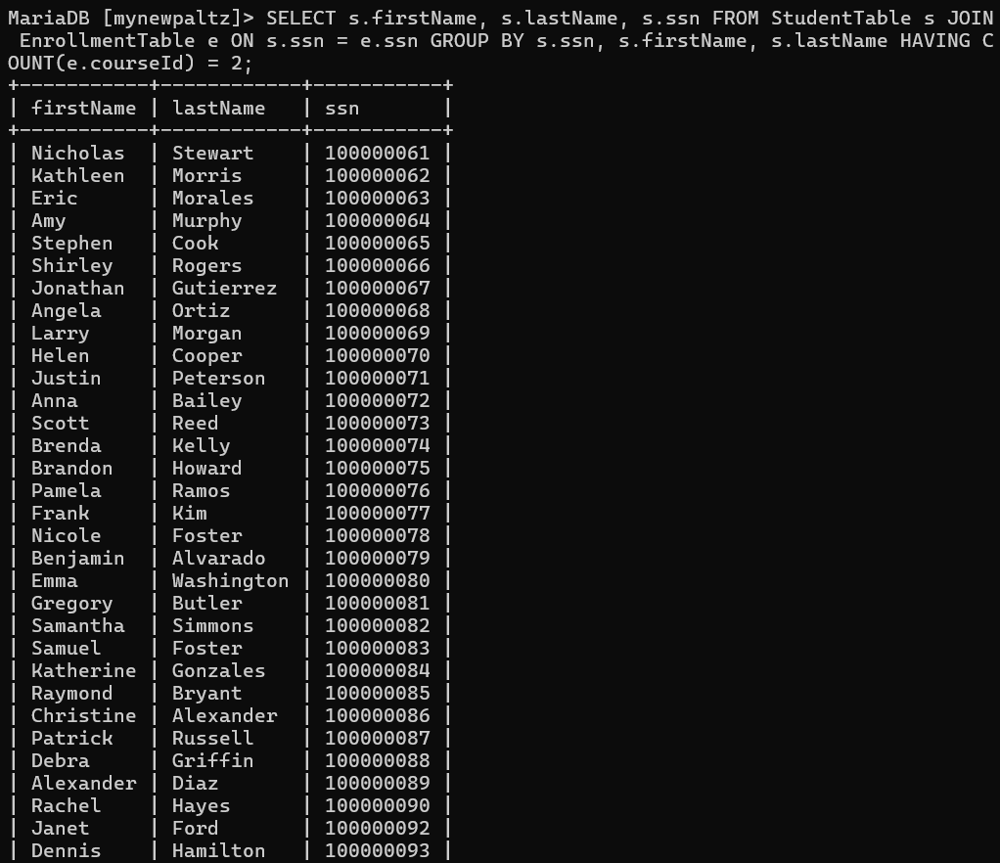 MariaDB [mynewpaltz]> SELECT s.firstName, s.lastName, s.ssn FROM StudentTable s JOIN
 EnrollmentTable e ON s.ssn = e.ssn GROUP BY s.ssn, s.firstName, s.lastName HAVING C
OUNT(e.courseId) = 2;
+-----------+------------+-----------+
| firstName | lastName   | ssn       |
+-----------+------------+-----------+
| Nicholas  | Stewart    | 100000061 |
| Kathleen  | Morris     | 100000062 |
| Eric      | Morales    | 100000063 |
| Amy       | Murphy     | 100000064 |
| Stephen   | Cook       | 100000065 |
| Shirley   | Rogers     | 100000066 |
| Jonathan  | Gutierrez  | 100000067 |
| Angela    | Ortiz      | 100000068 |
| Larry     | Morgan     | 100000069 |
| Helen     | Cooper     | 100000070 |
| Justin    | Peterson   | 100000071 |
| Anna      | Bailey     | 100000072 |
| Scott     | Reed       | 100000073 |
| Brenda    | Kelly      | 100000074 |
| Brandon   | Howard     | 100000075 |
| Pamela    | Ramos      | 100000076 |
| Frank     | Kim        | 100000077 |
| Nicole    | Foster     | 100000078 |
| Benjamin  | Alvarado   | 100000079 |
| Emma      | Washington | 100000080 |
| Gregory   | Butler     | 100000081 |
| Samantha  | Simmons    | 100000082 |
| Samuel    | Foster     | 100000083 |
| Katherine | Gonzales   | 100000084 |
| Raymond   | Bryant     | 100000085 |
| Christine | Alexander  | 100000086 |
| Patrick   | Russell    | 100000087 |
| Debra     | Griffin    | 100000088 |
| Alexander | Diaz       | 100000089 |
| Rachel    | Hayes      | 100000090 |
| Janet     | Ford       | 100000092 |
| Dennis    | Hamilton   | 100000093 |